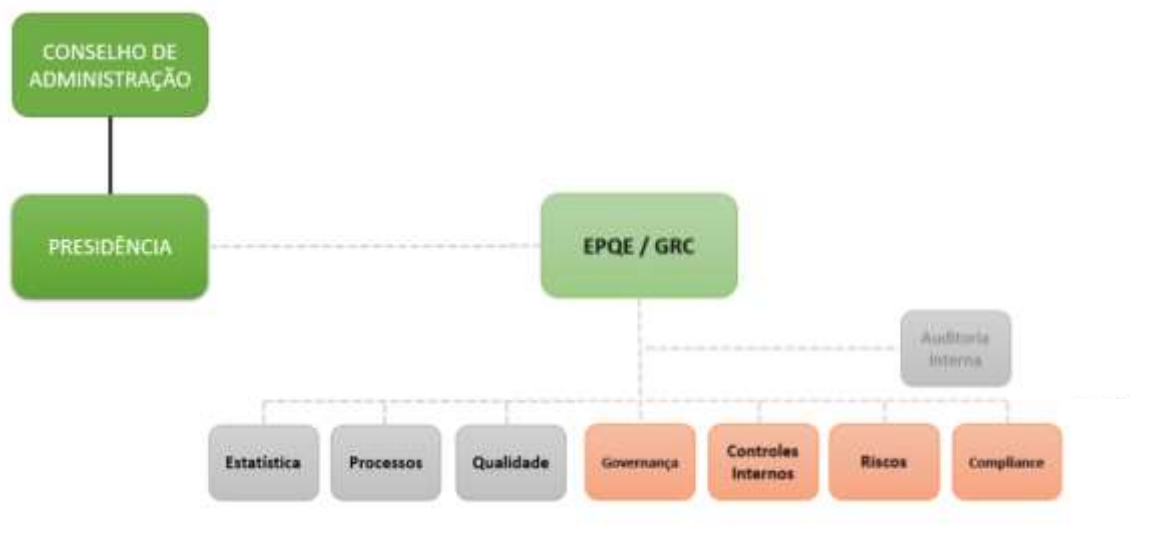 CONSELHO DE
ADMINISTRAÇÃO
PRESIDÊNCIA
EPQE / GRC
Auditoria
Interna
Estatística
Processos
Qualidade
Governança
Controles
Internos
Riscos
Compliance